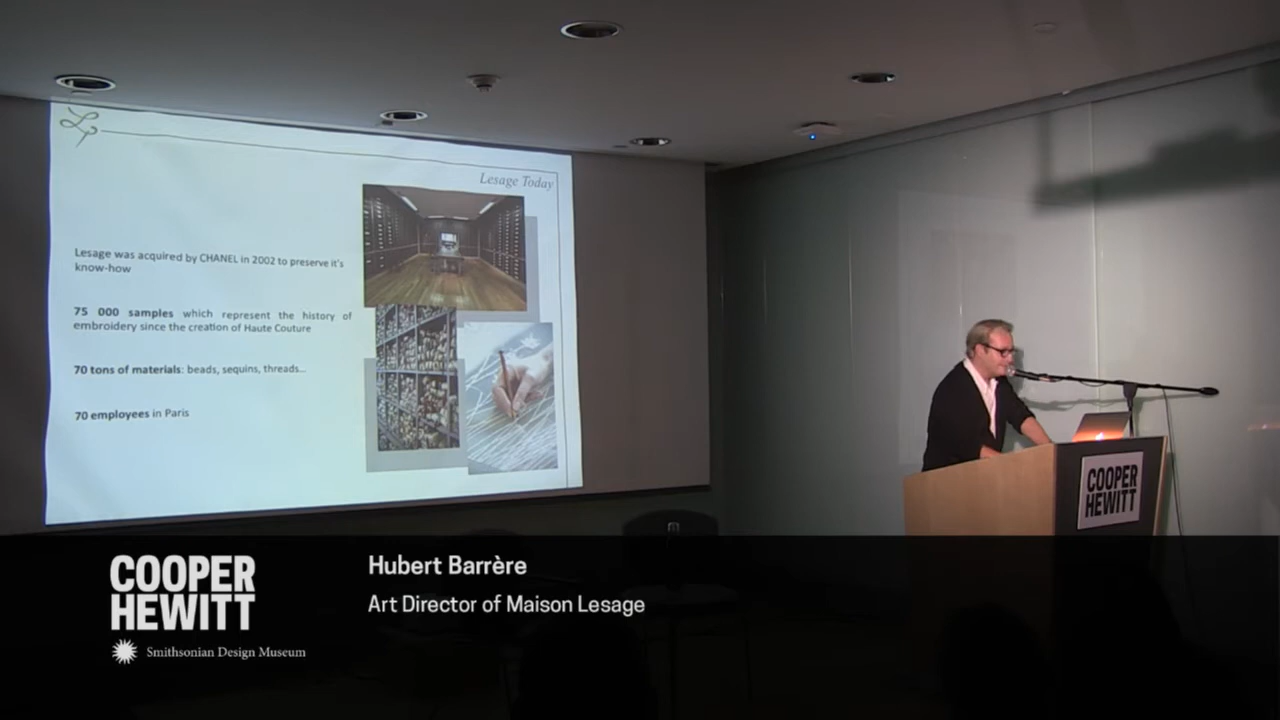 Lesage Today
Lesage was acquired by CHANEL in 2002 to preserve it's
know-how
75 000 samples which represent the history of
embroidery since the creation of Haute Couture
70 tons of materials: beads, sequins, threads...
70 employees in Paris
COOPER
HEWITT
COOPER
HEWITT
Smithsonian Design Museum
Hubert Barrère
Art Director of Maison Lesage